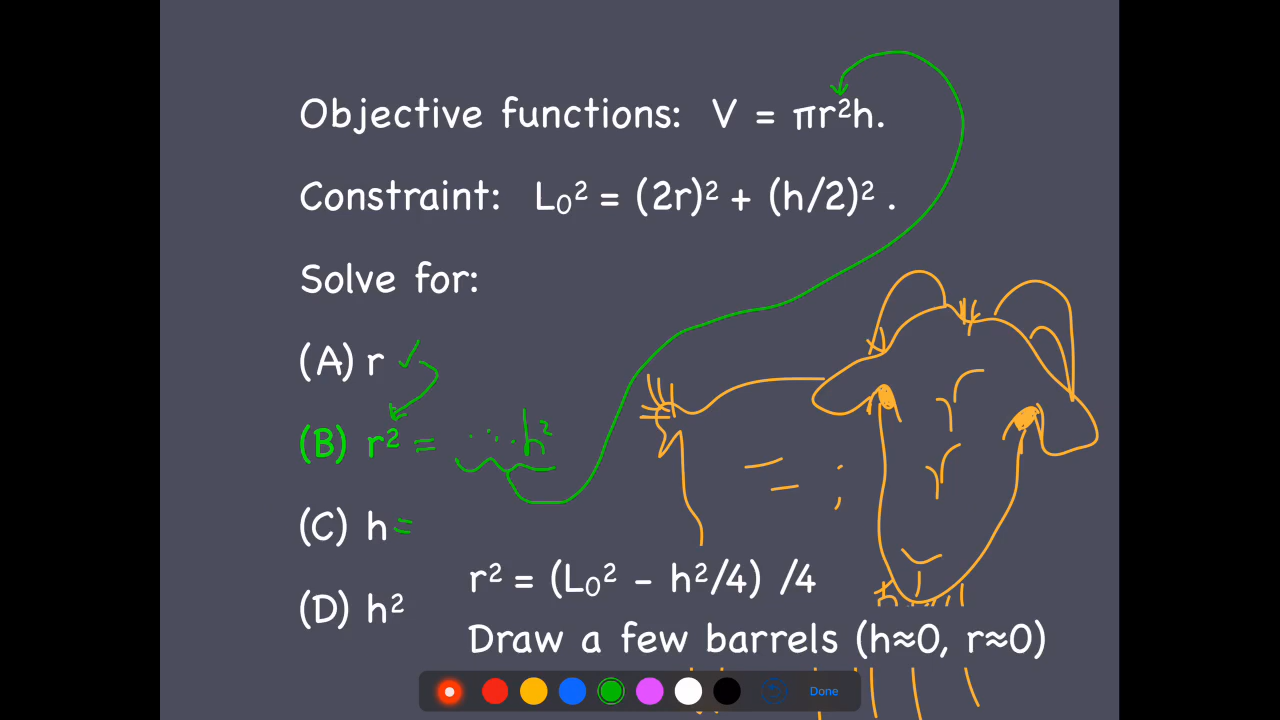 Objective functions: V = πr²h.
Constraint: L₀² = (2r)² + (h/2)² .
Solve for:
(A) r ✓
(B) r² = ... h²
(C) h =
r² = (L₀² - h²/4) /4
(D) h²
Draw a few barrels (h≈0, r≈0)
Done